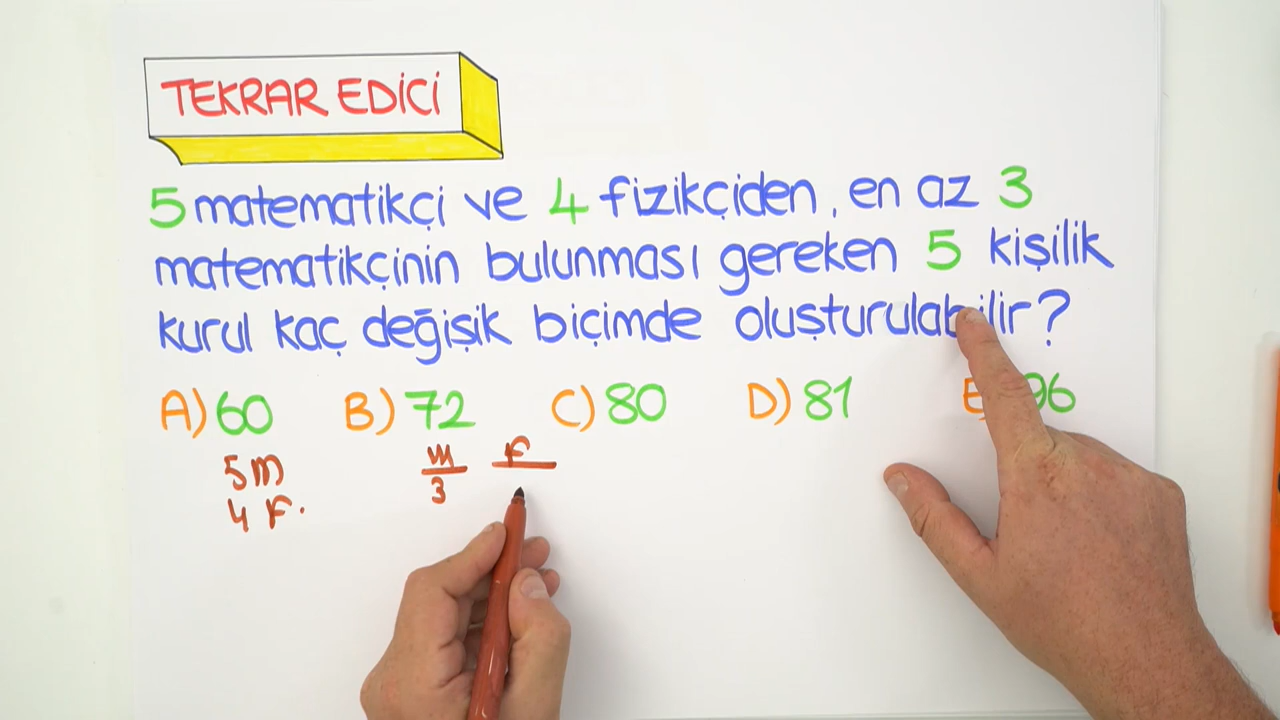 TEKRAR EDİCİ
5 matematikçi ve 4 fizikçiden, en az 3
matematikçinin bulunması gereken 5 kişilik
kurul kaç değişik biçimde oluşturulabilir?
A) 60 B) 72 C) 80 D) 81 E) 96
5m M F
4 F. 3